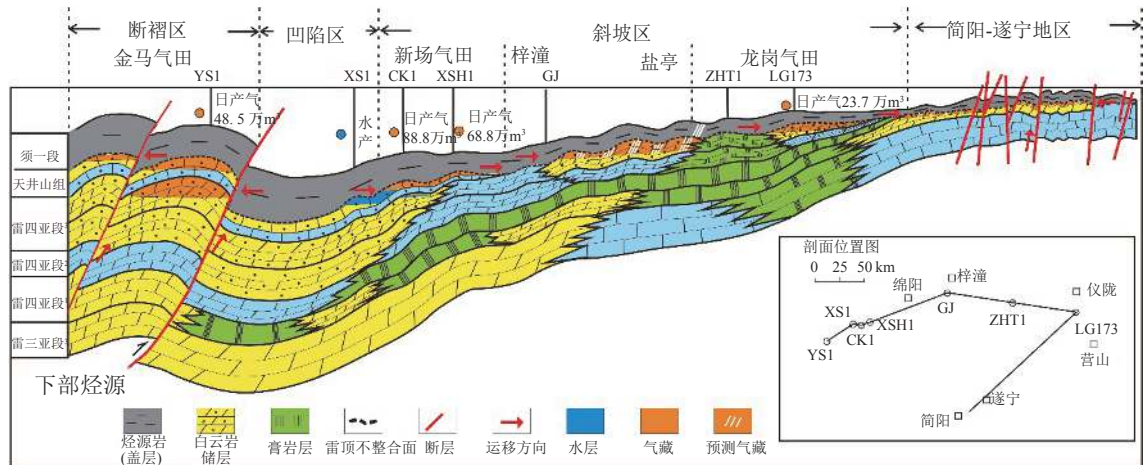 断褶区
凹陷区
斜坡区
简阳-遂宁地区
金马气田
新场气田
梓潼
盐亭
龙岗气田
YS1
XS1
CK1
XSH1
GJ
ZHT1
LG173
日产气
48.5万m³
水产
日产气
88.8万m³
日产气
68.8万m³
日产气23.7万m³
须一段
天井山组
雷四亚段
雷四亚段
雷四亚段
雷三亚段
下部烃源
剖面位置图
0 25 50 km
绵阳
梓潼
仪陇
XS1
CK1
XSH1
GJ
ZHT1
LG173
YS1
营山
遂宁
简阳
烃源岩
(盖层)
白云岩
储层
膏岩层
雷顶不整合面
断层
运移方向
水层
气藏
预测气藏